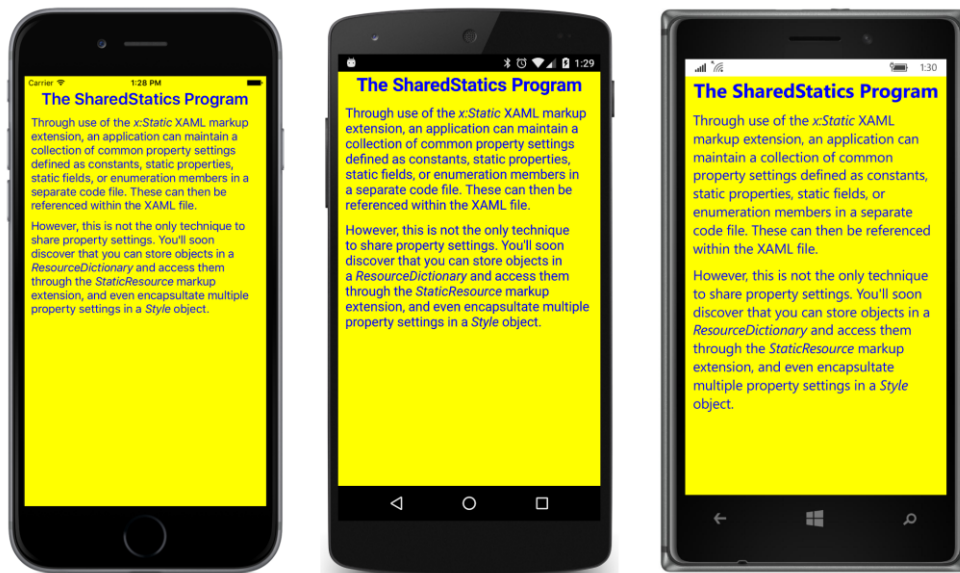 Carrier
1:28 PM
The SharedStatics Program
Through use of the x:Static XAML markup
extension, an application can maintain a
collection of common property settings
defined as constants, static properties,
static fields, or enumeration members in a
separate code file. These can then be
referenced within the XAML file.
However, this is not the only technique to
share property settings. You'll soon
discover that you can store objects in a
ResourceDictionary and access them
through the StaticResource markup
extension, and even encapsultate multiple
property settings in a Style object.
1:29
The SharedStatics Program
Through use of the x:Static XAML markup
extension, an application can maintain a
collection of common property settings
defined as constants, static properties,
static fields, or enumeration members in
a separate code file. These can then be
referenced within the XAML file.
However, this is not the only technique
to share property settings. You'll soon
discover that you can store objects in
a ResourceDictionary and access them
through the StaticResource markup
extension, and even encapsultate multiple
property settings in a Style object.
1:30
The SharedStatics Program
Through use of the x:Static XAML
markup extension, an application can
maintain a collection of common
property settings defined as constants,
static properties, static fields, or
enumeration members in a separate
code file. These can then be referenced
within the XAML file.
However, this is not the only technique
to share property settings. You'll soon
discover that you can store objects in a
ResourceDictionary and access them
through the StaticResource markup
extension, and even encapsultate
multiple property settings in a Style
object.